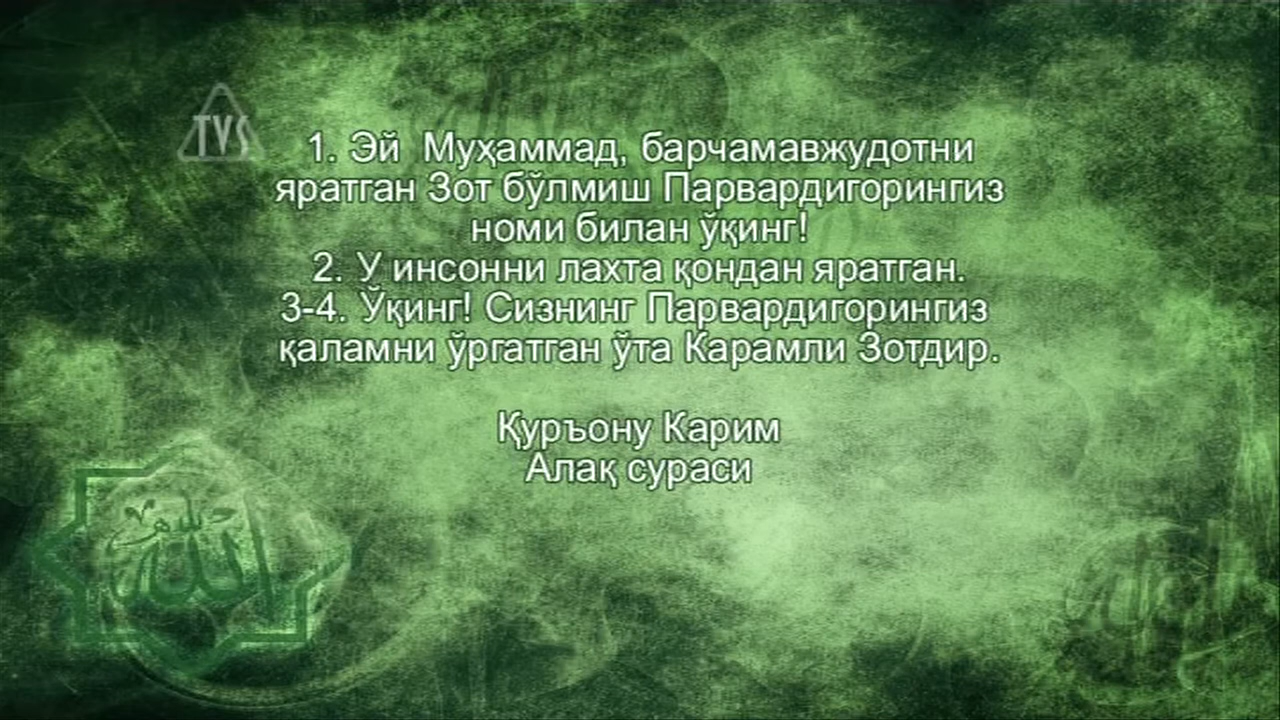 TVS
1. Эй Муҳаммад, барчамавжудотни
яратган Зот бўлмиш Парвардигорингиз
номи билан ўқинг!
2. У инсонни лахта қондан яратган.
3-4. Ўқинг! Сизнинг Парвардигорингиз
қаламни ўргатган ўта Карамли Зотдир.
Қуръону Карим
Алақ сураси
الله